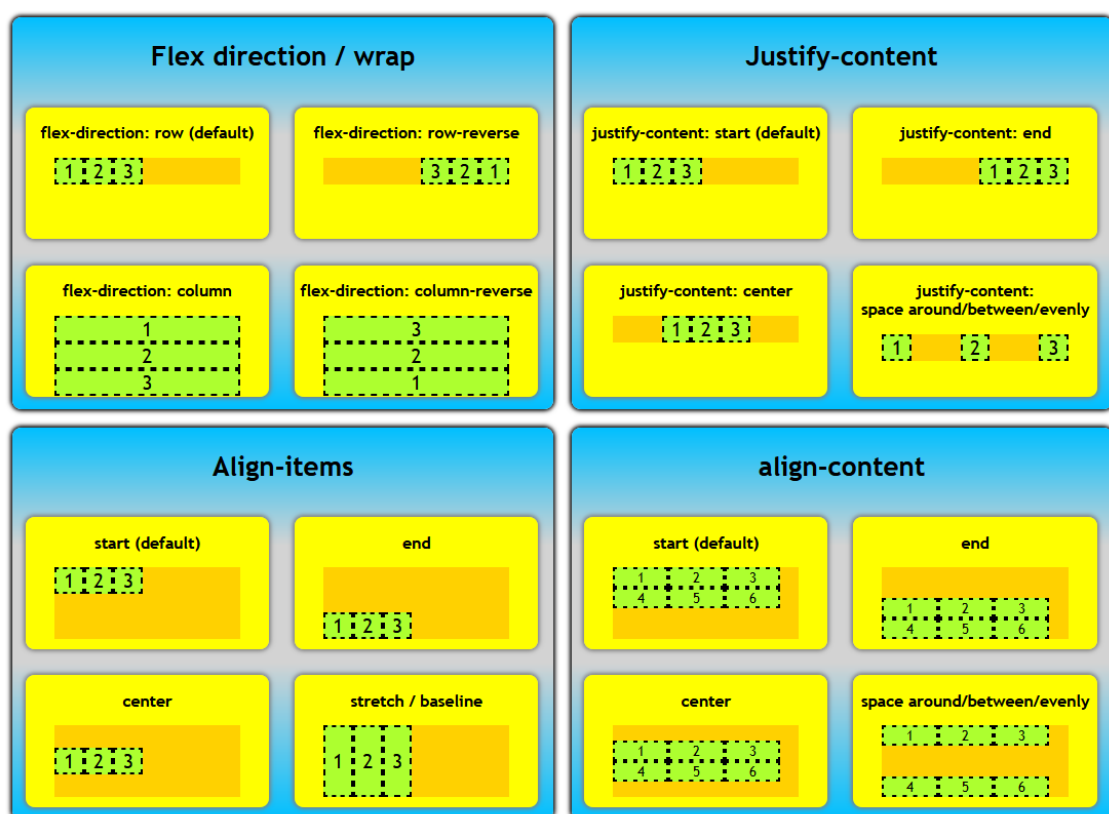 Flex direction / wrap
flex-direction: row (default)
1 2 3
flex-direction: row-reverse
3 2 1
flex-direction: column
1
2
3
flex-direction: column-reverse
3
2
1
Justify-content
justify-content: start (default)
1 2 3
justify-content: end
1 2 3
justify-content: center
1 2 3
justify-content:
space around/between/evenly
1 2 3
Align-items
start (default)
1 2 3
end
1 2 3
center
1 2 3
stretch / baseline
1 2 3
align-content
start (default)
1 2 3
4 5 6
end
1 2 3
4 5 6
center
1 2 3
4 5 6
space around/between/evenly
1 2 3
4 5 6